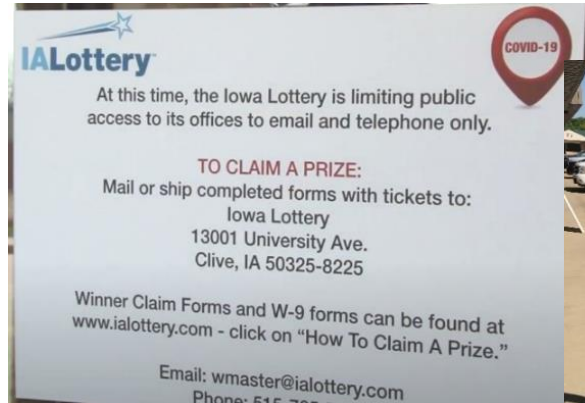 IALottery
COVID-19
At this time, the Iowa Lottery is limiting public
access to its offices to email and telephone only.
TO CLAIM A PRIZE:
Mail or ship completed forms with tickets to:
Iowa Lottery
13001 University Ave.
Clive, IA 50325-8225
Winner Claim Forms and W-9 forms can be found at
www.ialottery.com - click on “How To Claim A Prize.”
Email: wmaster@ialottery.com
Phone: